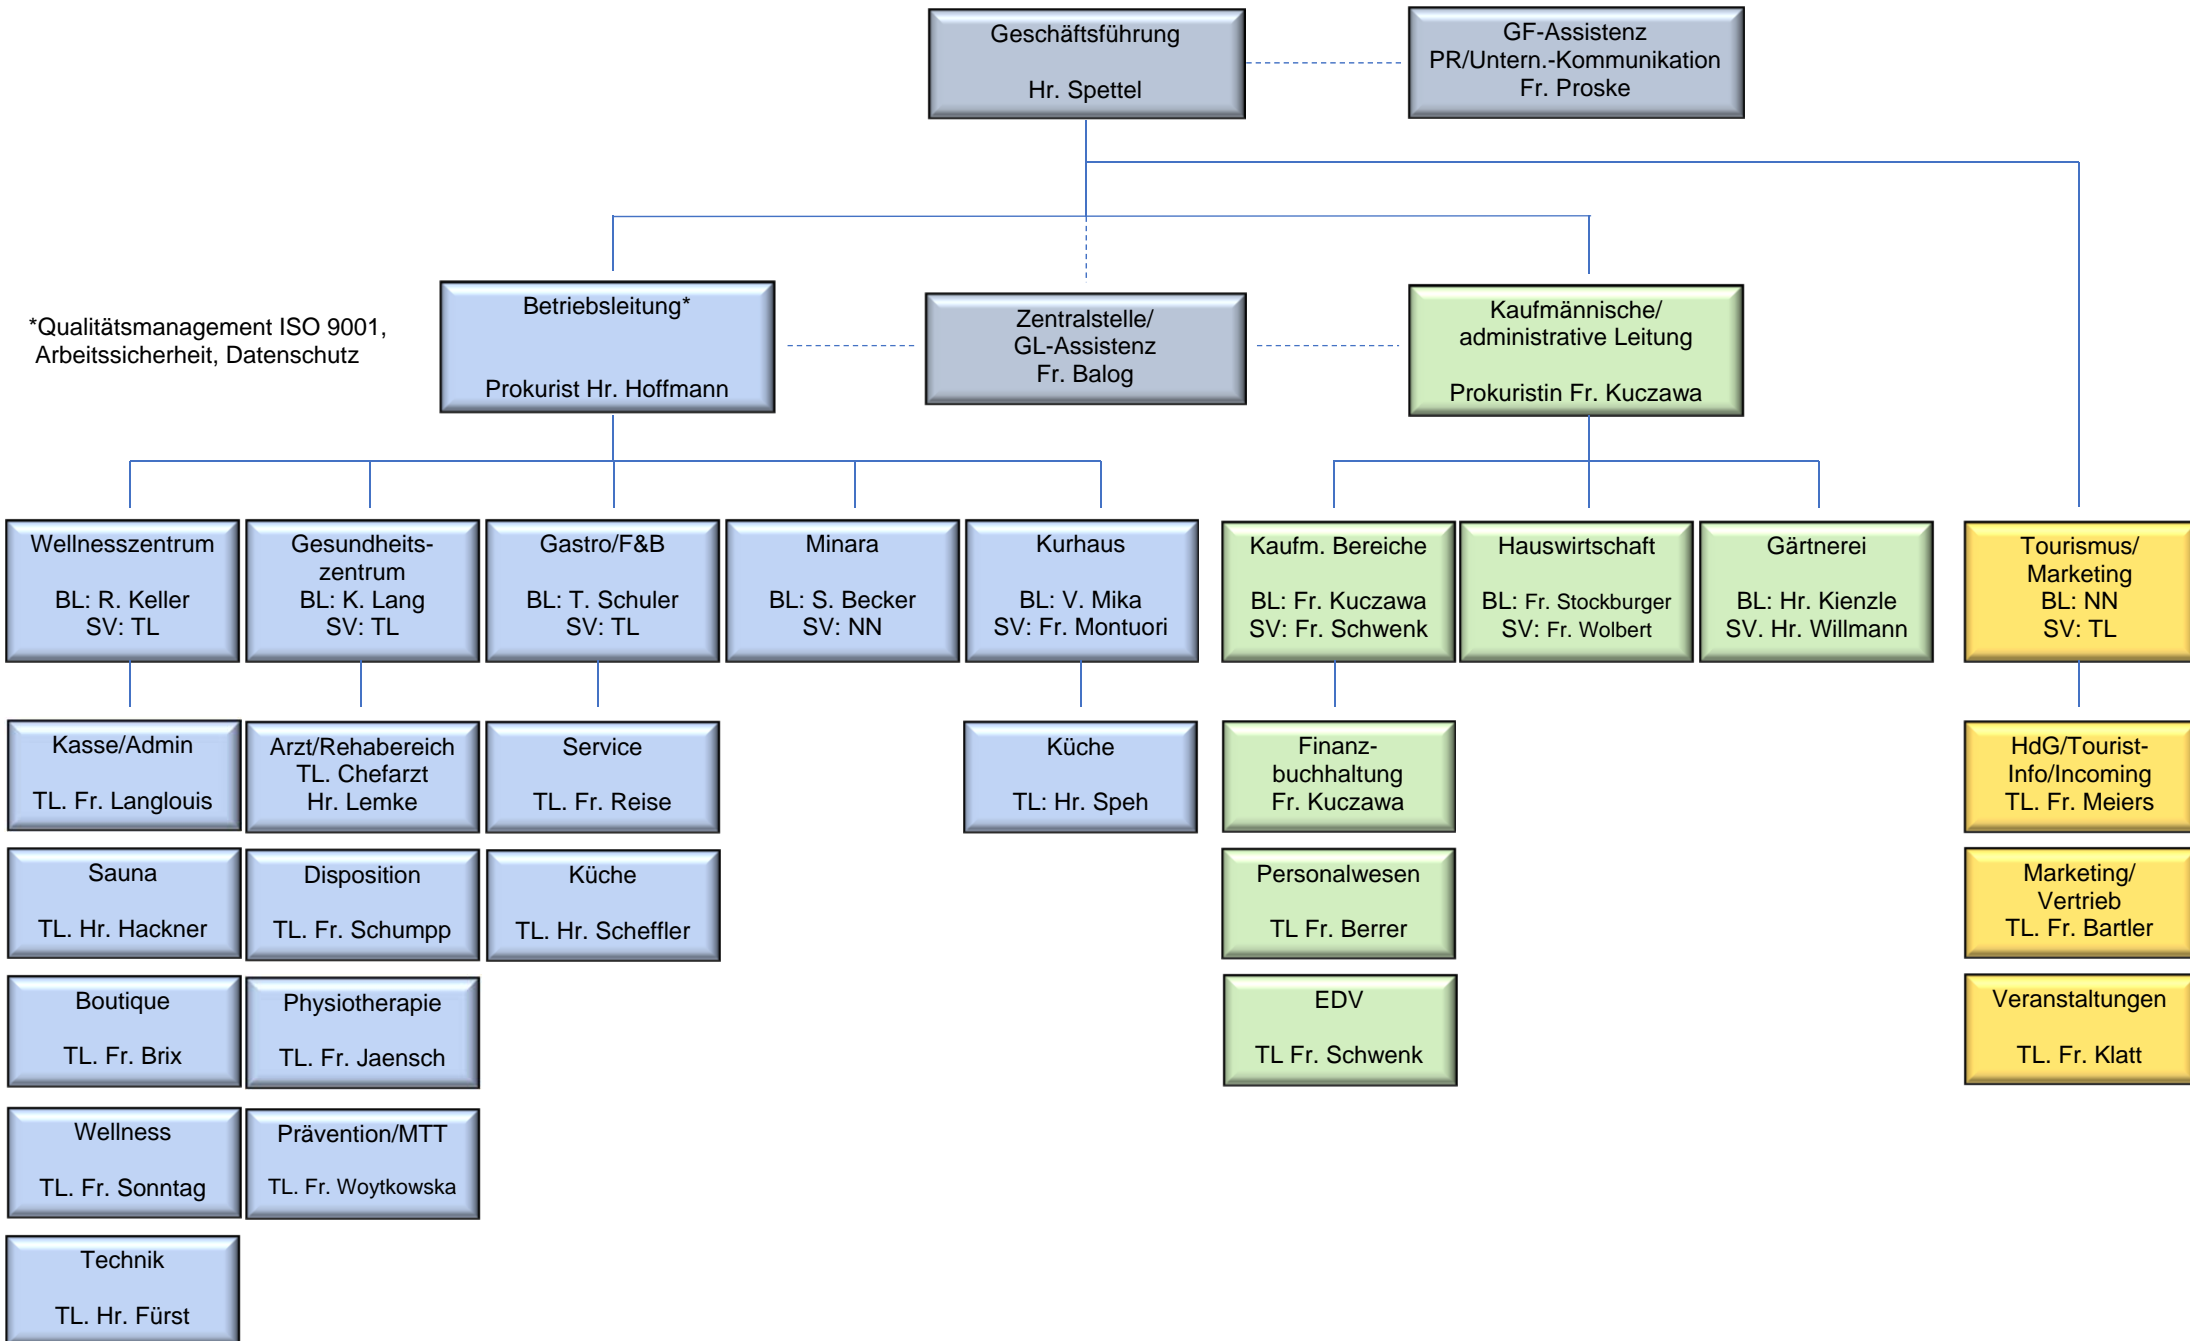 Geschäftsführung
Hr. Spettel
GF-Assistenz
PR/Untern.-Kommunikation
Fr. Proske
*Qualitätsmanagement ISO 9001,
Arbeitssicherheit, Datenschutz
Betriebsleitung*
Prokurist Hr. Hoffmann
Zentralstelle/
GL-Assistenz
Fr. Balog
Kaufmännische/
administrative Leitung
Prokuristin Fr. Kuczawa
Wellnesszentrum
BL: R. Keller
SV: TL
Gesundheits-
zentrum
BL: K. Lang
SV: TL
Gastro/F&B
BL: T. Schuler
SV: TL
Minara
BL: S. Becker
SV: NN
Kurhaus
BL: V. Mika
SV: Fr. Montuori
Kaufm. Bereiche
BL: Fr. Kuczawa
SV: Fr. Schwenk
Hauswirtschaft
BL: Fr. Stockburger
SV: Fr. Wolbert
Gärtnerei
BL: Hr. Kienzle
SV. Hr. Willmann
Tourismus/
Marketing
BL: NN
SV: TL
Kasse/Admin
TL. Fr. Langlouis
Arzt/Rehabereich
TL. Chefarzt
Hr. Lemke
Service
TL. Fr. Reise
Küche
TL: Hr. Speh
Finanz-
buchhaltung
Fr. Kuczawa
HdG/Tourist-
Info/Incoming
TL. Fr. Meiers
Sauna
TL. Hr. Hackner
Disposition
TL. Fr. Schumpp
Küche
TL. Hr. Scheffler
Personalwesen
TL Fr. Berrer
Marketing/
Vertrieb
TL. Fr. Bartler
Boutique
TL. Fr. Brix
Physiotherapie
TL. Fr. Jaensch
EDV
TL Fr. Schwenk
Veranstaltungen
TL. Fr. Klatt
Wellness
TL. Fr. Sonntag
Prävention/MTT
TL. Fr. Woytkowska
Technik
TL. Hr. Fürst